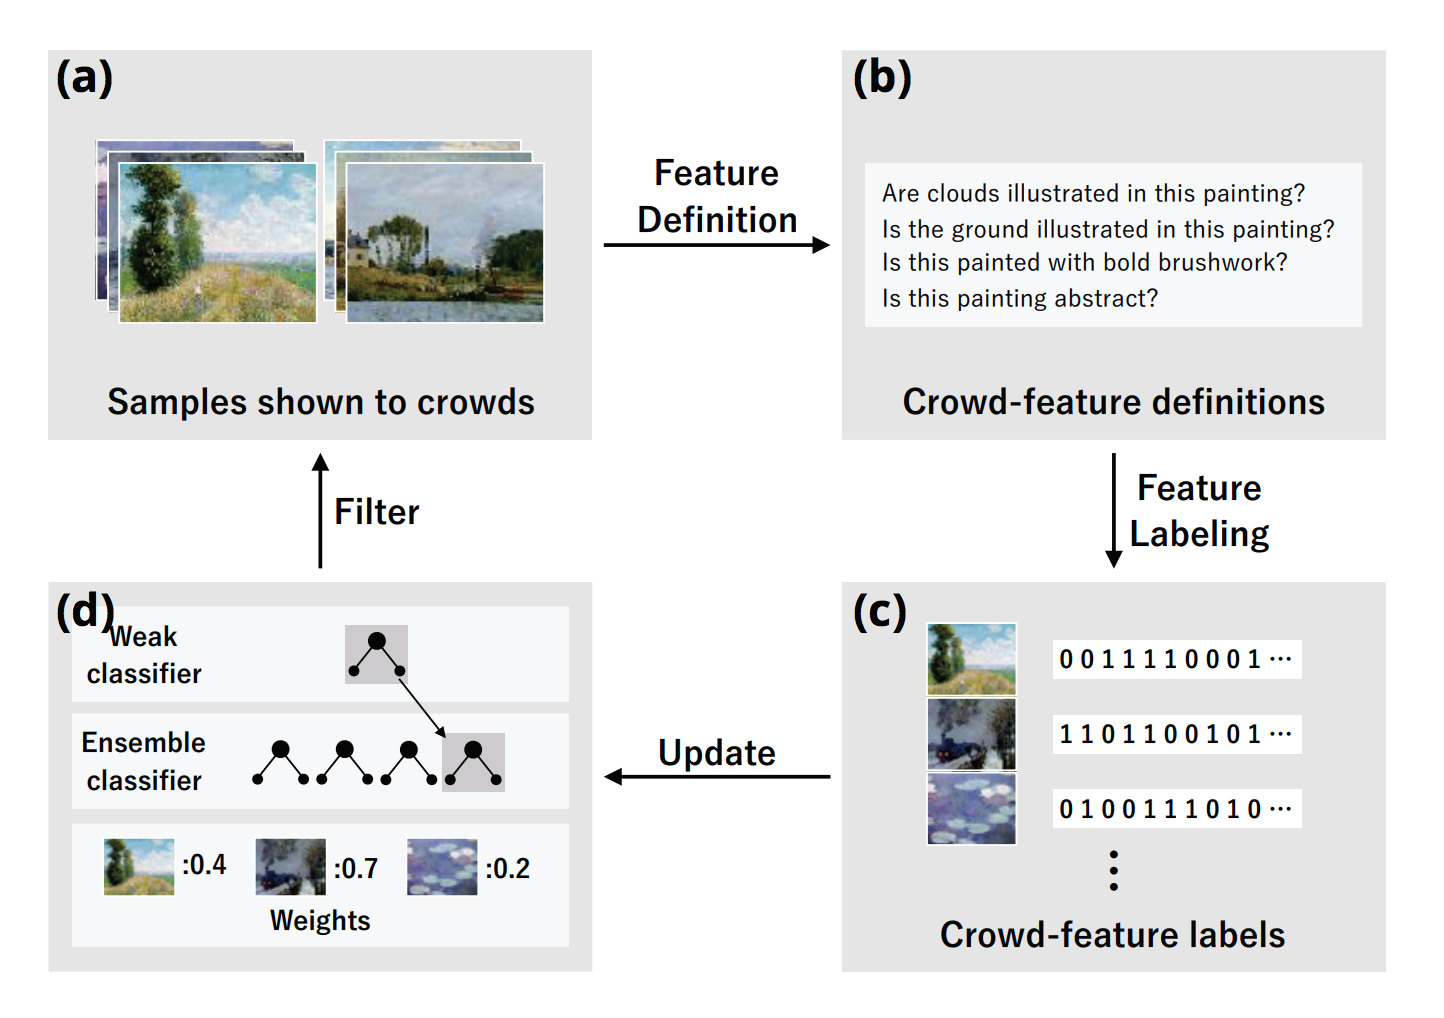 (a)
Samples shown to crowds
Feature
Definition
(b)
Are clouds illustrated in this painting?
Is the ground illustrated in this painting?
Is this painted with bold brushwork?
Is this painting abstract?
Crowd-feature definitions
Feature
Labeling
(c)
0 0 1 1 1 1 0 0 0 1 ···
1 1 0 1 1 0 0 1 0 1 ···
0 1 0 0 1 1 1 0 1 0 ···
Crowd-feature labels
Update
(d)
Weak
classifier
Ensemble
classifier
:0.4
:0.7
:0.2
Weights
Filter